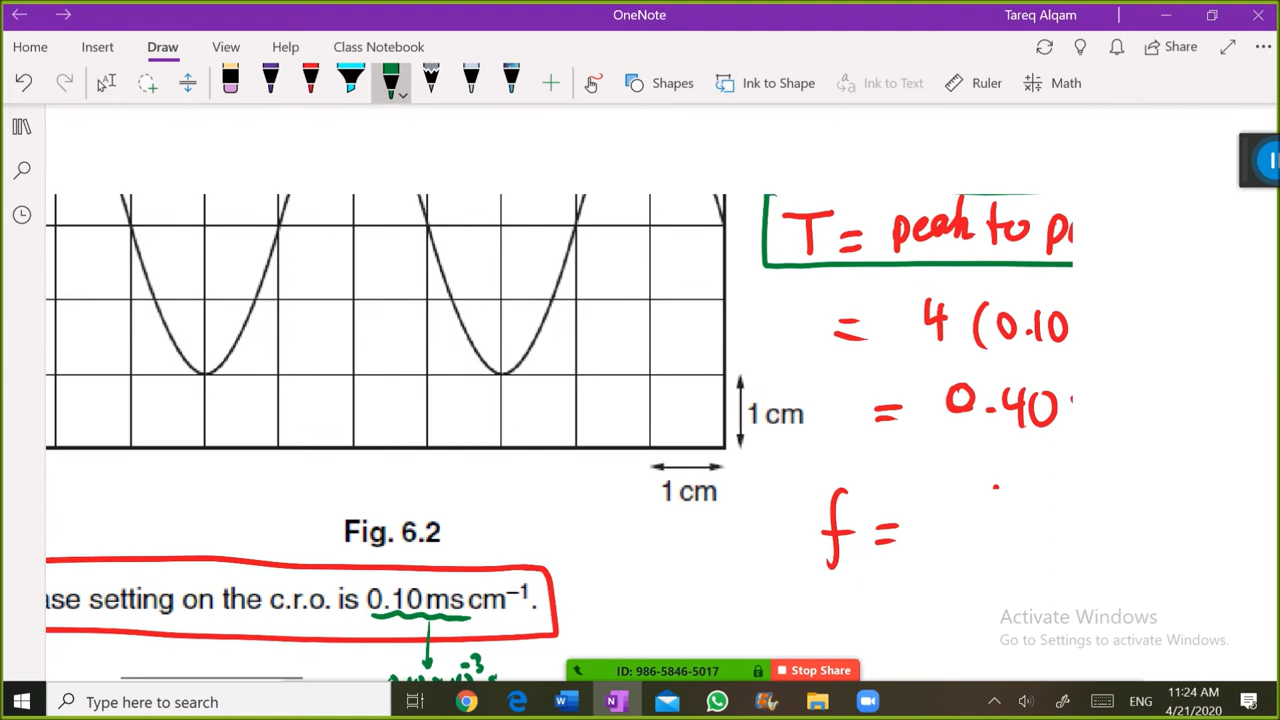 OneNote
Tareq Alqam
Home Insert Draw View Help Class Notebook
Share
Shapes Ink to Shape Ink to Text Ruler Math
T = peak to p
= 4 (0.10
= 0.40
f =
1 cm
1 cm
Fig. 6.2
ase setting on the c.r.o. is 0.10 ms cm⁻¹.
Activate Windows
Go to Settings to activate Windows.
ID: 986-5846-5017 Stop Share
Type here to search
ENG
11:24 AM
4/21/2020